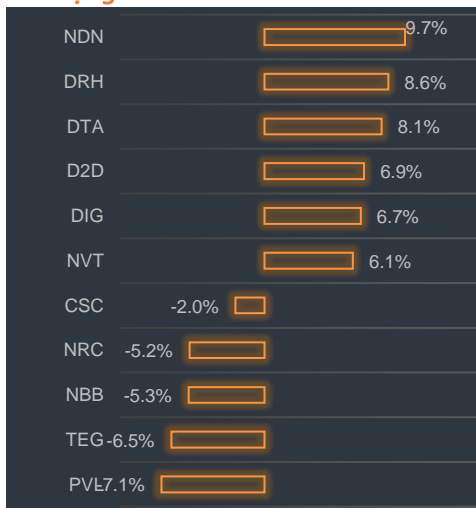 NDN 9.7%
DRH 8.6%
DTA 8.1%
D2D 6.9%
DIG 6.7%
NVT 6.1%
CSC -2.0%
NRC -5.2%
NBB -5.3%
TEG -6.5%
PVL -7.1%